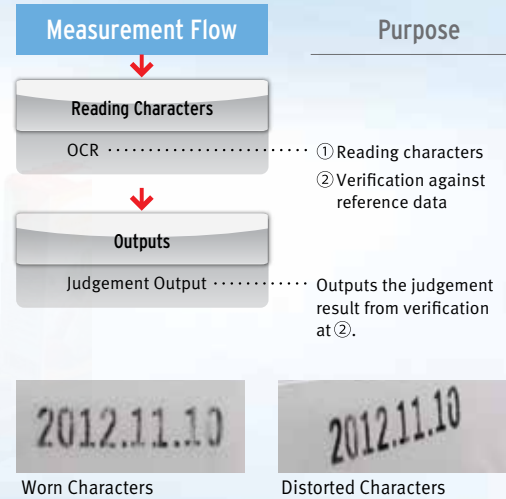 Measurement Flow
Purpose
Reading Characters
OCR
①Reading characters
②Verification against
reference data
Outputs
Judgement Output
Outputs the judgement
result from verification
at②.
2012.11.10
2012.11.10
Worn Characters
Distorted Characters